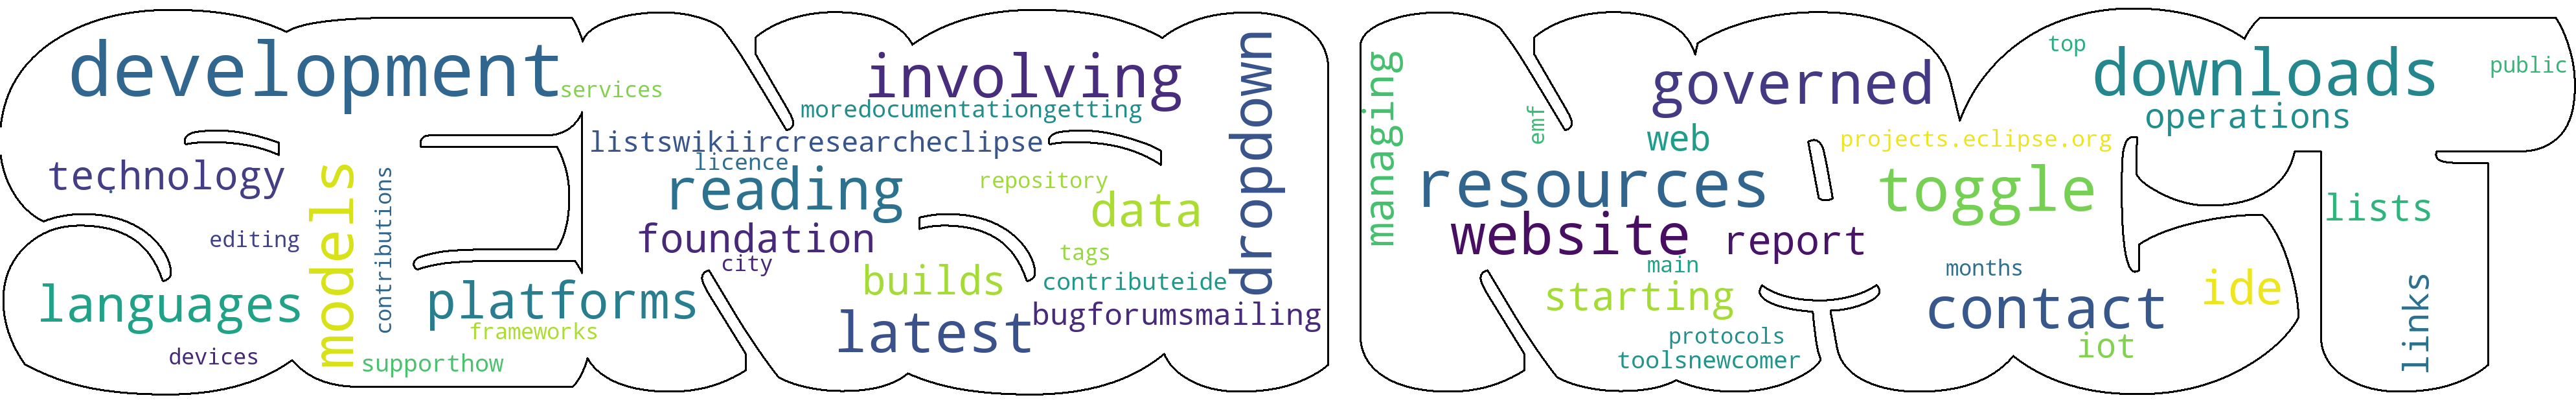 development
services
technology
models
contributions
editing
languages
platforms
frameworks
devices
supporthow
involving
moredocumentationgetting
listswikiircresearcheclipse
licence
reading
repository
data
foundation
city
tags
builds
contributeide
bugforumsmailing
latest
dropdown
managing
emf
governed
web
projects.eclipse.org
resources
toggle
website
report
main
starting
protocols
toolsnewcomer
top
downloads
public
operations
lists
months
contact
ide
iot
links